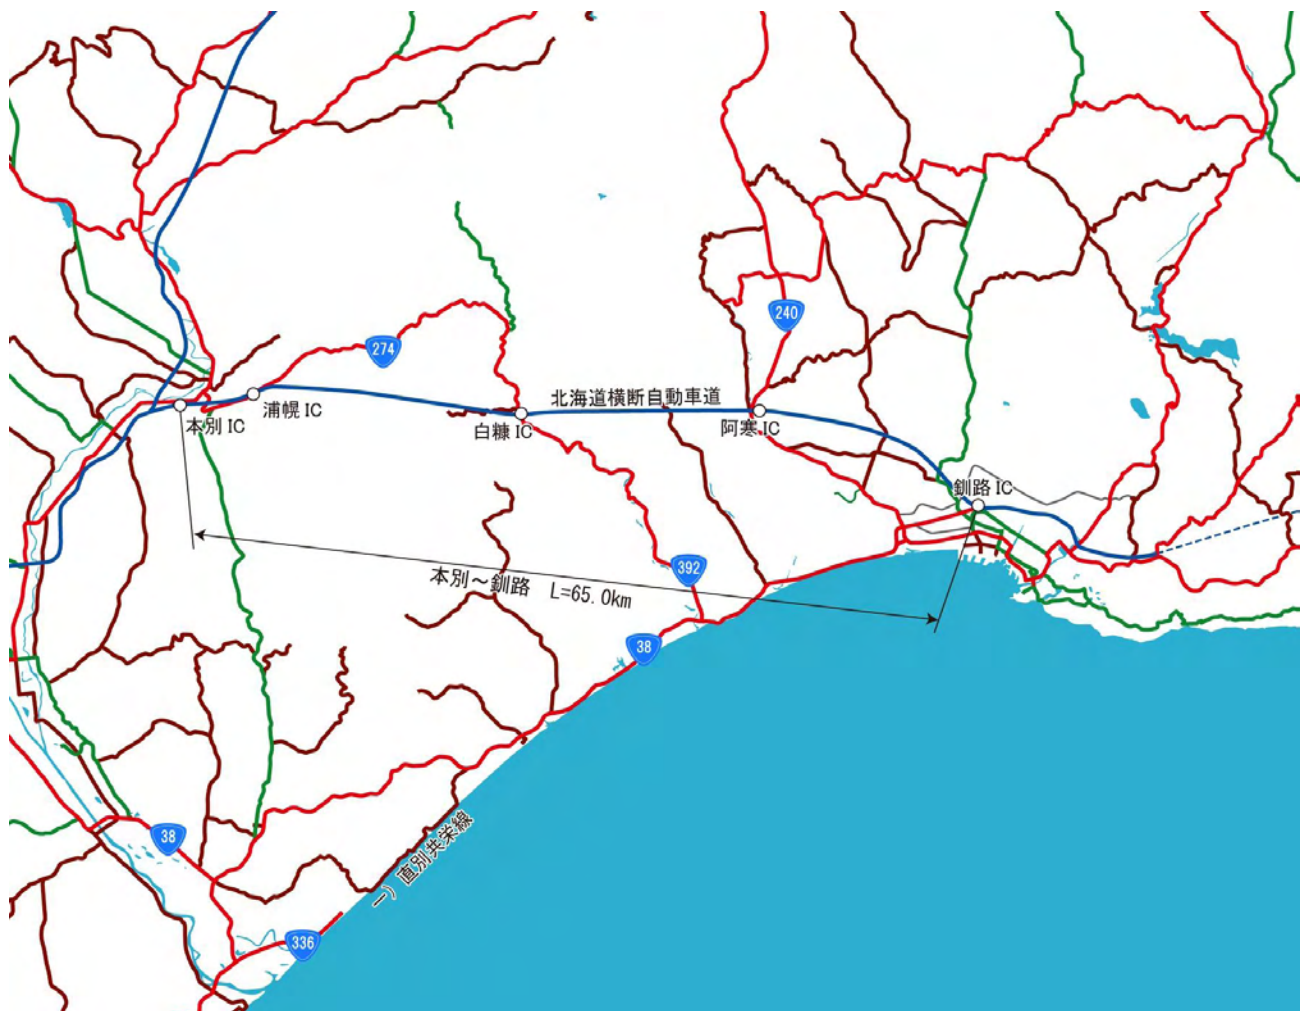 240
274
北海道横断自動車道
浦幌 IC
本別 IC
白糠 IC
阿寒 IC
釧路 IC
本別～釧路 L=65.0km
392
38
38
一）直別共栄線
336